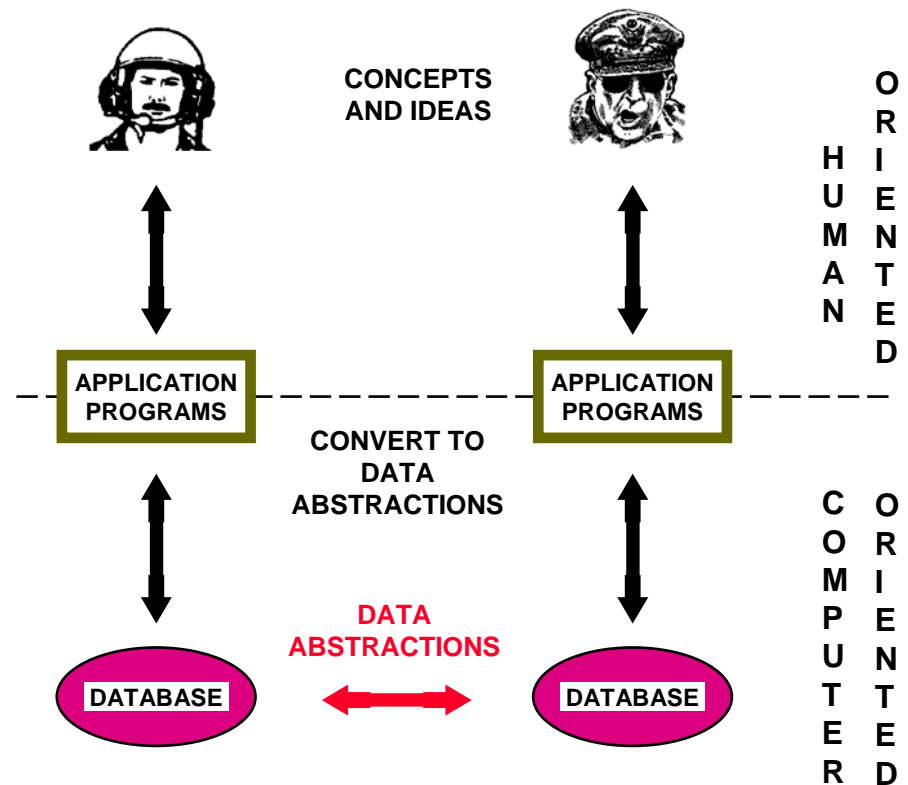 CONCEPTS
AND IDEAS
HUMAN
ORIENTED
APPLICATION
PROGRAMS
APPLICATION
PROGRAMS
CONVERT TO
DATA
ABSTRACTIONS
COMPUTER
ORIENTED
DATA
ABSTRACTIONS
DATABASE
DATABASE